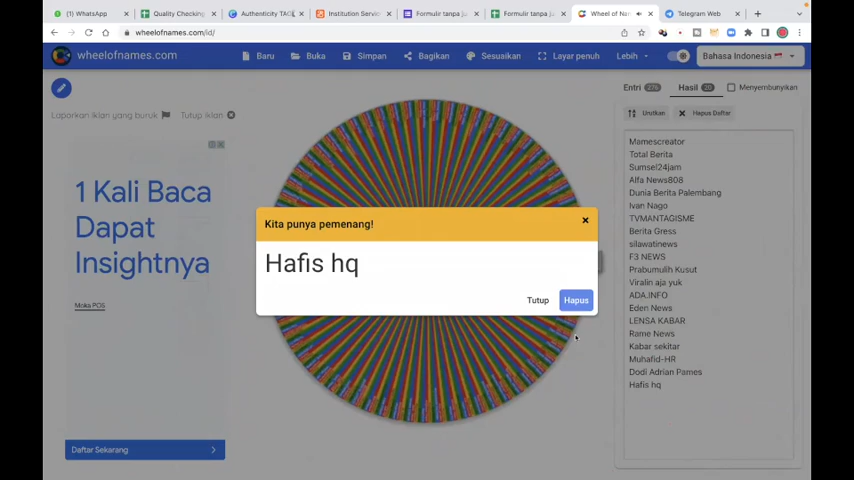 WhatsApp
Quality Checking
Authenticity TAC
Institution Servic
Formulir tanpa ju
Formulir tanpa ju
Wheel of Nam
Telegram Web
wheelofnames.com/id/
wheelofnames.com
Baru
Buka
Simpan
Bagikan
Sesuaikan
Layar penuh
Lebih
Bahasa Indonesia
Laporkan iklan yang buruk
Tutup iklan
Entri
Hasil 20
Menyembunyikan
Urutkan
Hapus Daftar
1 Kali Baca
Dapat
Insightnya
Moka POS
Daftar Sekarang
Kita punya pemenang!
Hafis hq
Tutup
Hapus
Mamescreator
Total Berita
Sumsel24jam
Alfa News808
Dunia Berita Palembang
Ivan Nago
TVMANTAGISME
Berita Gress
silawatinews
F3 NEWS
Prabumulih Kusut
Viralin aja yuk
ADA.INFO
Eden News
LENSA KABAR
Rame News
Kabar sekitar
Muhafid-HR
Dodi Adrian Pames
Hafis hq